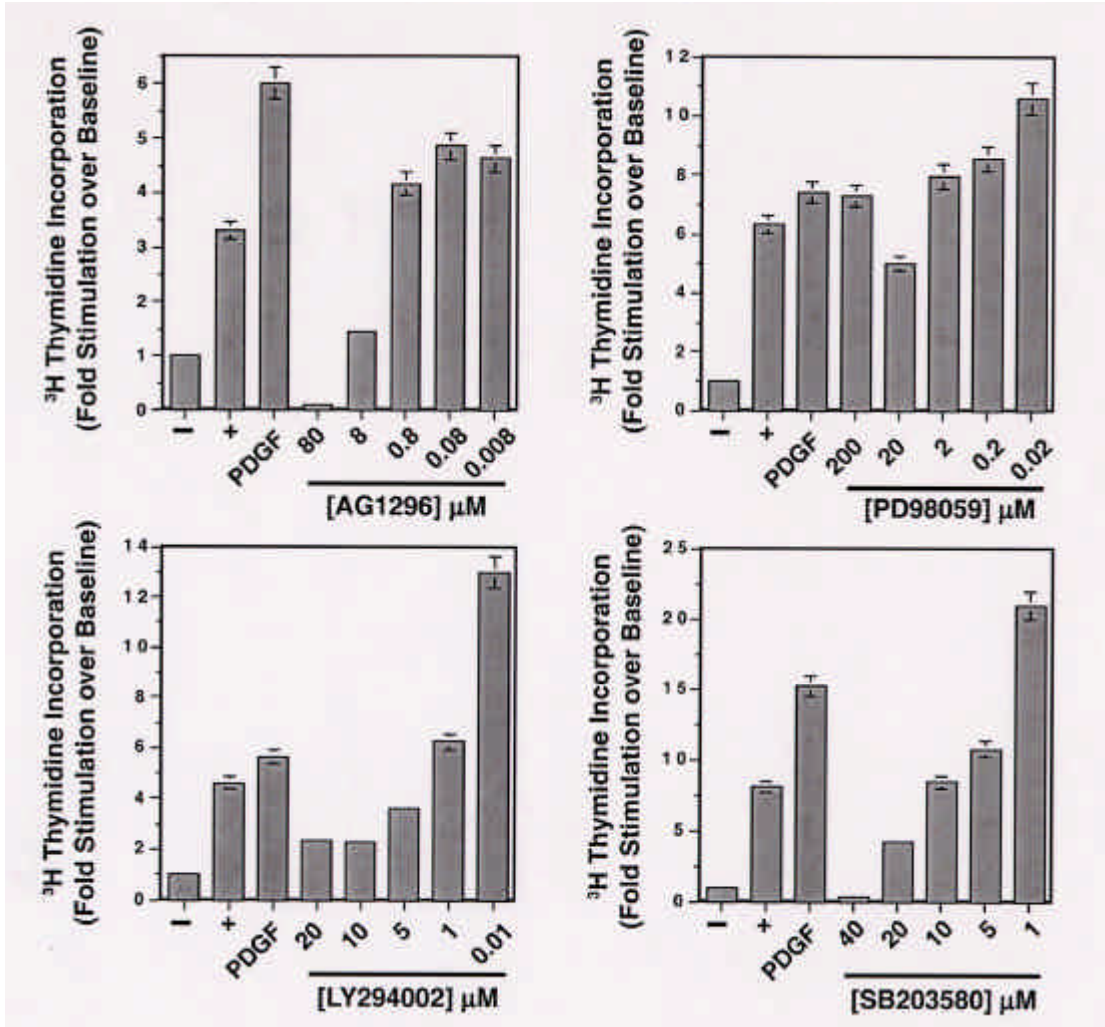 ³H Thymidine Incorporation
(Fold Stimulation over Baseline)
6
5
4
3
2
1
0
− + PDGF 80 8 0.8 0.08 0.008
[AG1296] µM
³H Thymidine Incorporation
(Fold Stimulation over Baseline)
12
10
8
6
4
2
0
− + PDGF 200 20 2 0.2 0.02
[PD98059] µM
³H Thymidine Incorporation
(Fold Stimulation over Baseline)
14
12
10
8
6
4
2
0
− + PDGF 20 10 5 1 0.01
[LY294002] µM
³H Thymidine Incorporation
(Fold Stimulation over Baseline)
25
20
15
10
5
0
− + PDGF 40 20 10 5 1
[SB203580] µM